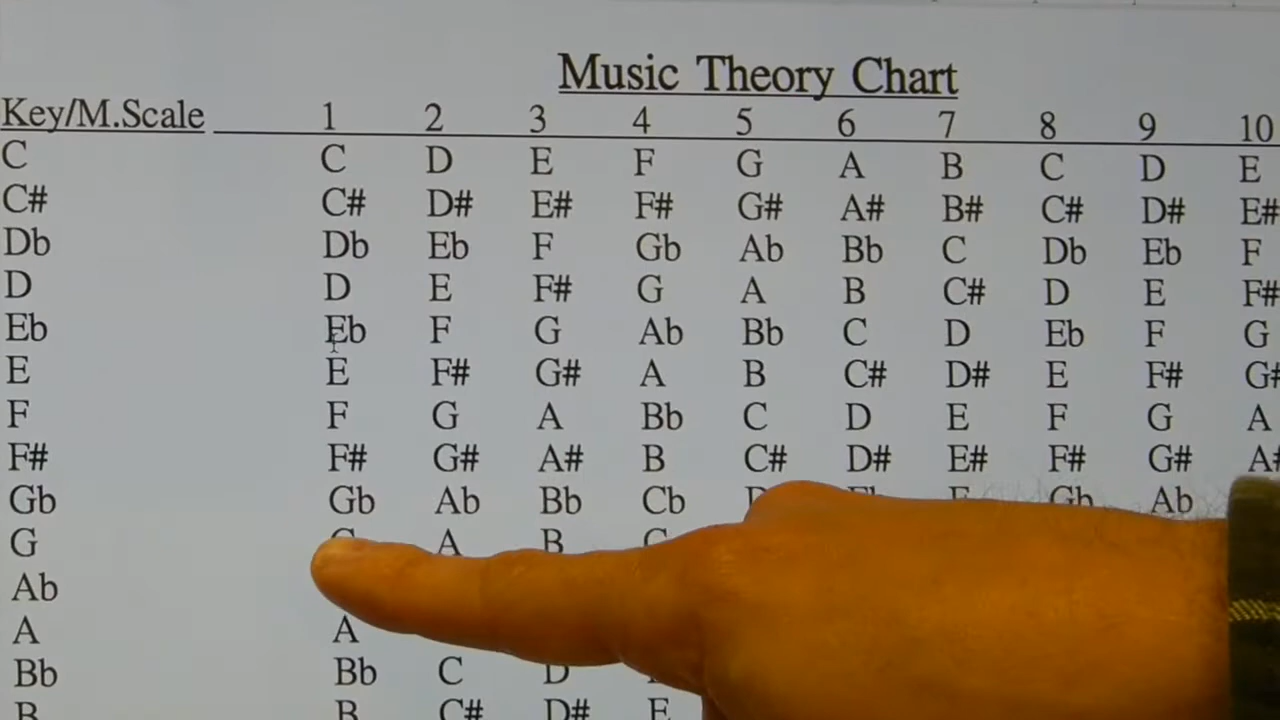 Music Theory Chart
Key/M.Scale 1 2 3 4 5 6 7 8 9 10
C C D E F G A B C D E
C# C# D# E# F# G# A# B# C# D# E#
Db Db Eb F Gb Ab Bb C Db Eb F
D D E F# G A B C# D E F#
Eb Eb F G Ab Bb C D Eb F G
E E F# G# A B C# D# E F# G#
F F G A Bb C D E F G A
F# F# G# A# B C# D# E# F# G# A#
Gb Gb Ab Bb Cb Gb Ab
G A B
Ab
A A
Bb Bb C D
B B C# D# E